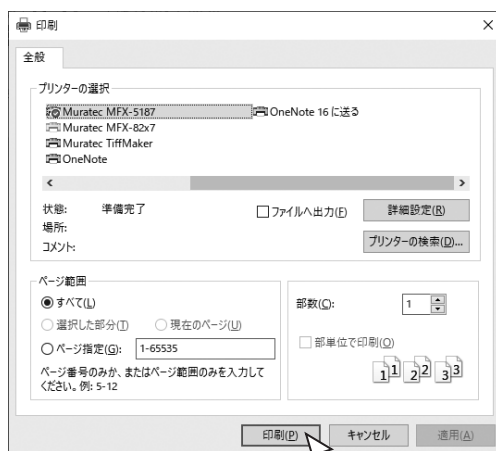 印刷
全般
プリンターの選択
Muratec MFX-5187
OneNote 16 に送る
Muratec MFX-82x7
Muratec TiffMaker
OneNote
状態: 準備完了
場所:
コメント:
ファイルへ出力(F)
詳細設定(R)
プリンターの検索(D)...
ページ範囲
すべて(L)
選択した部分(T) 現在のページ(U)
ページ指定(G): 1-65535
ページ番号のみか、またはページ範囲のみを入力して
ください。例: 5-12
部数(C): 1
部単位で印刷(O)
1 1 2 2 3 3
印刷(P) キャンセル 適用(A)